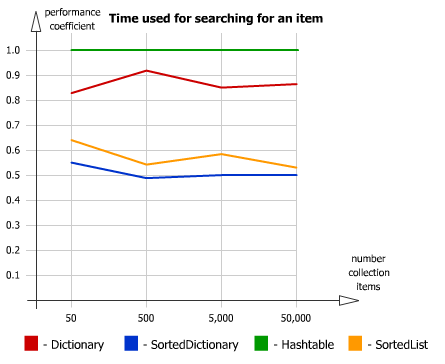 performance
coefficient
Time used for searching for an item
1.0
0.9
0.8
0.7
0.6
0.5
0.4
0.3
0.2
0.1
number
collection
items
50
500
5,000
50,000
- Dictionary
- SortedDictionary
- Hashtable
- SortedList